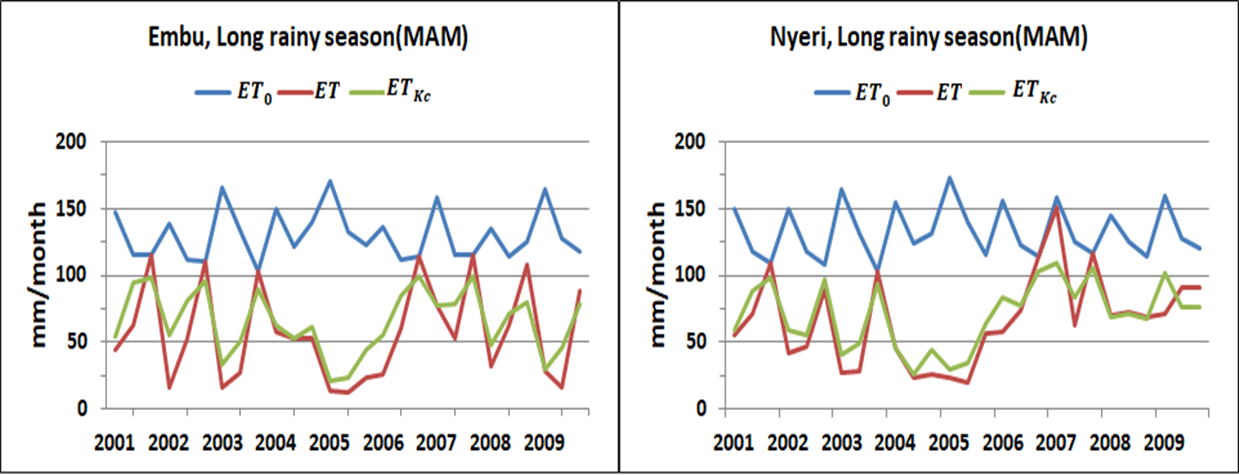 Embu, Long rainy season(MAM)
ET0 ET ETKc
mm/month
200
150
100
50
0
2001 2002 2003 2004 2005 2006 2007 2008 2009
Nyeri, Long rainy season(MAM)
ET0 ET ETKc
mm/month
200
150
100
50
0
2001 2002 2003 2004 2005 2006 2007 2008 2009